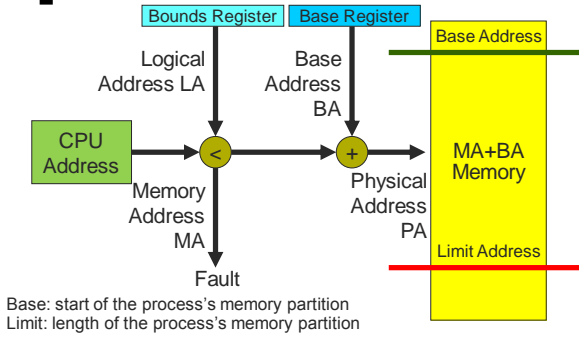 Bounds Register
Base Register
Base Address
Logical
Address LA
Base
Address
BA
CPU
Address
<
+
MA+BA
Memory
Memory
Address
MA
Physical
Address
PA
Limit Address
Fault
Base: start of the process's memory partition
Limit: length of the process's memory partition